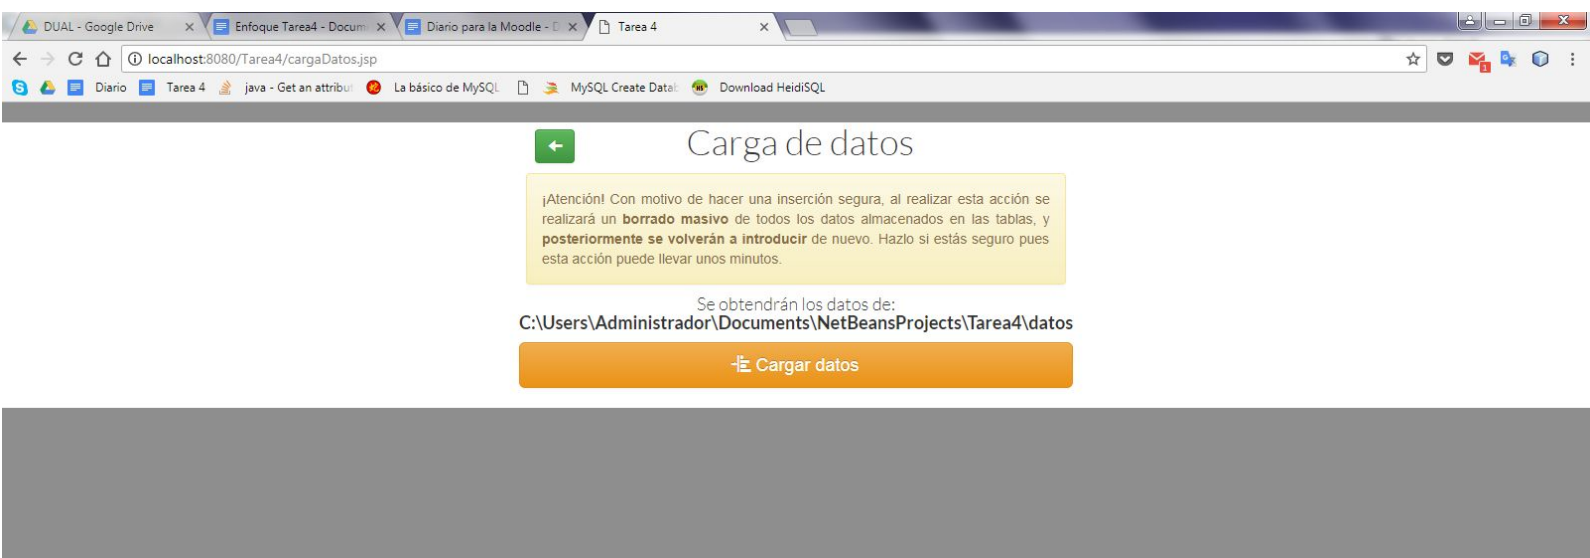 DUAL - Google Drive
Enfoque Tarea4 - Docum
Diario para la Moodle - D
Tarea 4
localhost:8080/Tarea4/cargaDatos.jsp
Diario
Tarea 4
java - Get an attribut
La básico de MySQL
MySQL Create Datab
Download HeidiSQL
1
Carga de datos
¡Atención! Con motivo de hacer una inserción segura, al realizar esta acción se
realizará un borrado masivo de todos los datos almacenados en las tablas, y
posteriormente se volverán a introducir de nuevo. Hazlo si estás seguro pues
esta acción puede llevar unos minutos.
Se obtendrán los datos de:
C:\Users\Administrador\Documents\NetBeansProjects\Tarea4\datos
Cargar datos